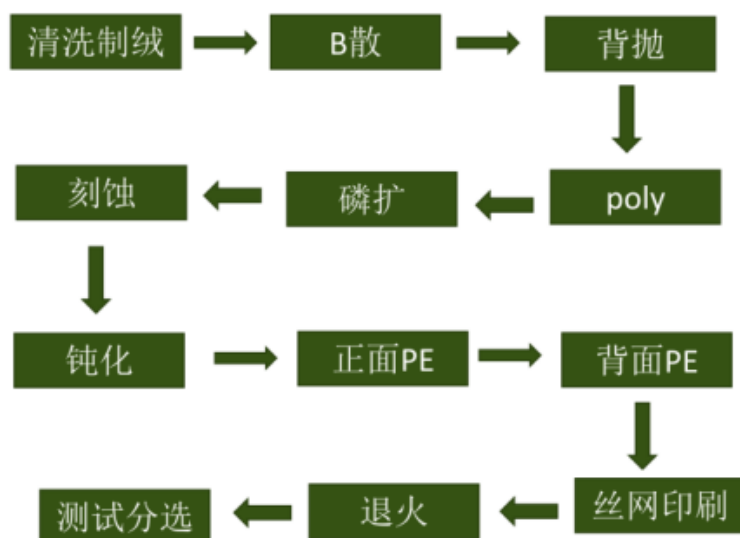 清洗制绒
B散
背抛
poly
磷扩
刻蚀
钝化
正面PE
背面PE
丝网印刷
退火
测试分选